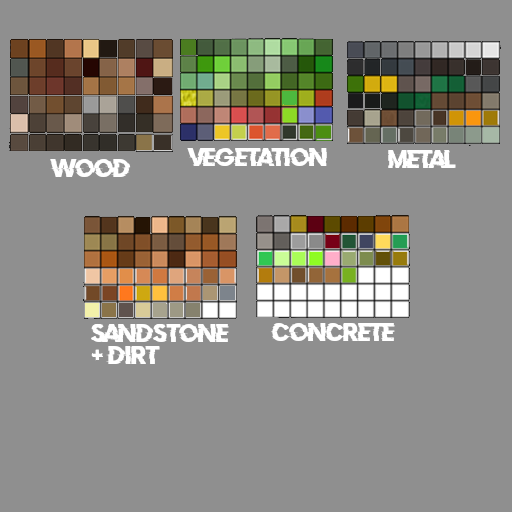 WOOD
VEGETATION
METAL
SANDSTONE
+ DIRT
CONCRETE